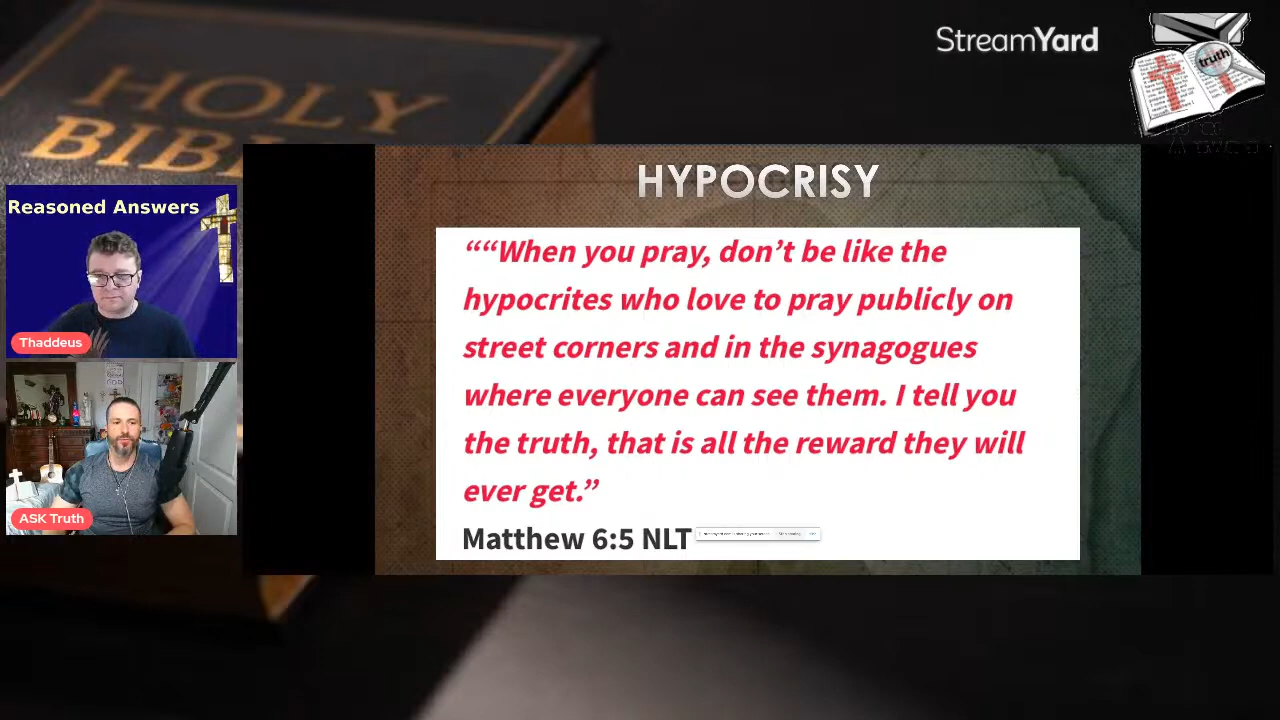 HOLY
BIB
StreamYard
truth
Reasoned Answers
Thaddeus
ASK Truth
HYPOCRISY
““When you pray, don’t be like the
hypocrites who love to pray publicly on
street corners and in the synagogues
where everyone can see them. I tell you
the truth, that is all the reward they will
ever get.”
Matthew 6:5 NLT